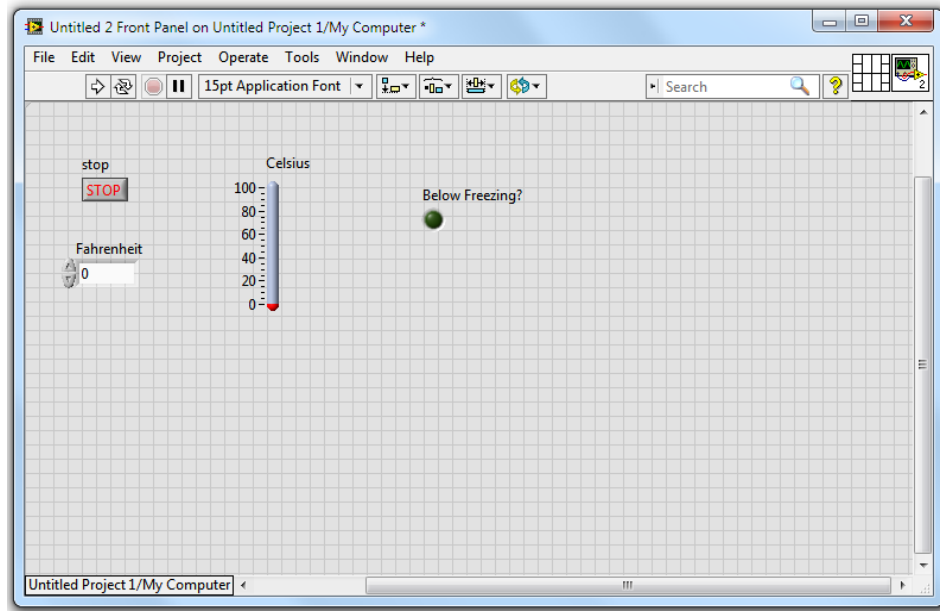 Untitled 2 Front Panel on Untitled Project 1/My Computer *
File Edit View Project Operate Tools Window Help
15pt Application Font Search ? 2
stop
STOP
Celsius
100
80
60
40
20
0
Below Freezing?
Fahrenheit
0
Untitled Project 1/My Computer